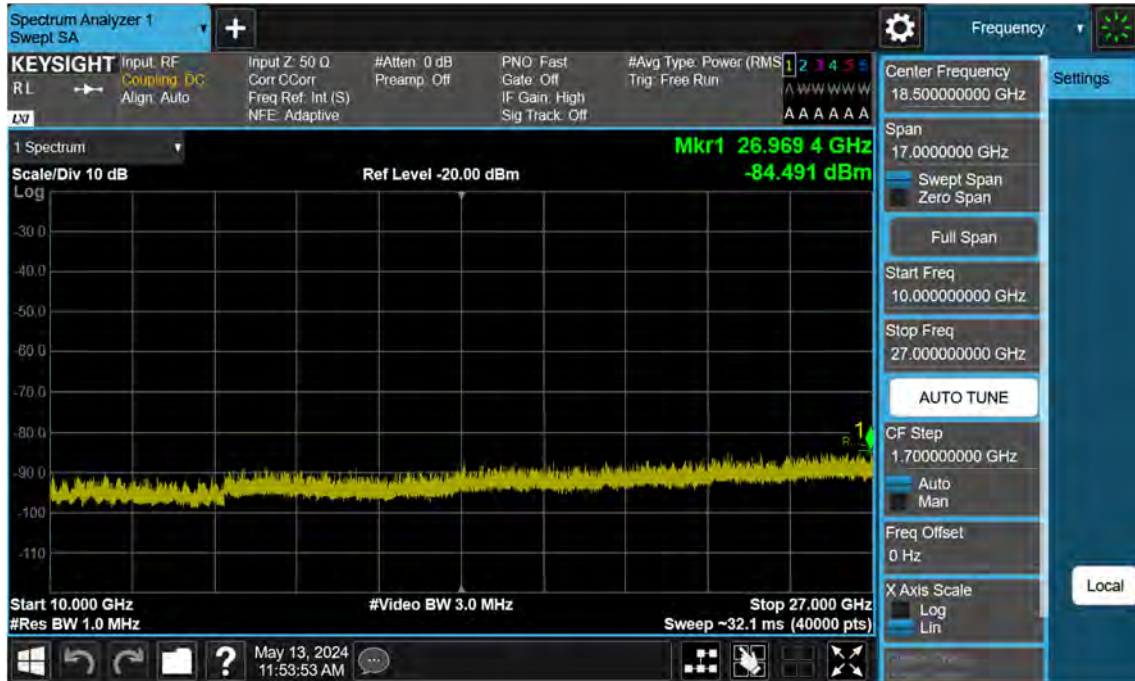 Spectrum Analyzer 1
Swept SA
Frequency
KEYSIGHT
RL
LXI
Input: RF
Coupling: DC
Align: Auto
Input Z: 50 Ω
Corr CCorr
Freq Ref: Int (S)
NFE: Adaptive
#Atten: 0 dB
Preamp: Off
PNO: Fast
Gate: Off
IF Gain: High
Sig Track: Off
#Avg Type: Power (RMS
Trig: Free Run
1 2 3 4 5 6
A W W W W W
A A A A A A
1 Spectrum
Mkr1 26.969 4 GHz
-84.491 dBm
Scale/Div 10 dB
Ref Level -20.00 dBm
Log
-30.0
-40.0
-50.0
-60.0
-70.0
-80.0
-90.0
-100
-110
1
Start 10.000 GHz
#Video BW 3.0 MHz
Stop 27.000 GHz
#Res BW 1.0 MHz
Sweep ~32.1 ms (40000 pts)
May 13, 2024
11:53:53 AM
?
Center Frequency
18.500000000 GHz
Span
17.0000000 GHz
Swept Span
Zero Span
Full Span
Start Freq
10.000000000 GHz
Stop Freq
27.000000000 GHz
AUTO TUNE
CF Step
1.700000000 GHz
Auto
Man
Freq Offset
0 Hz
X Axis Scale
Log
Lin
Settings
Local